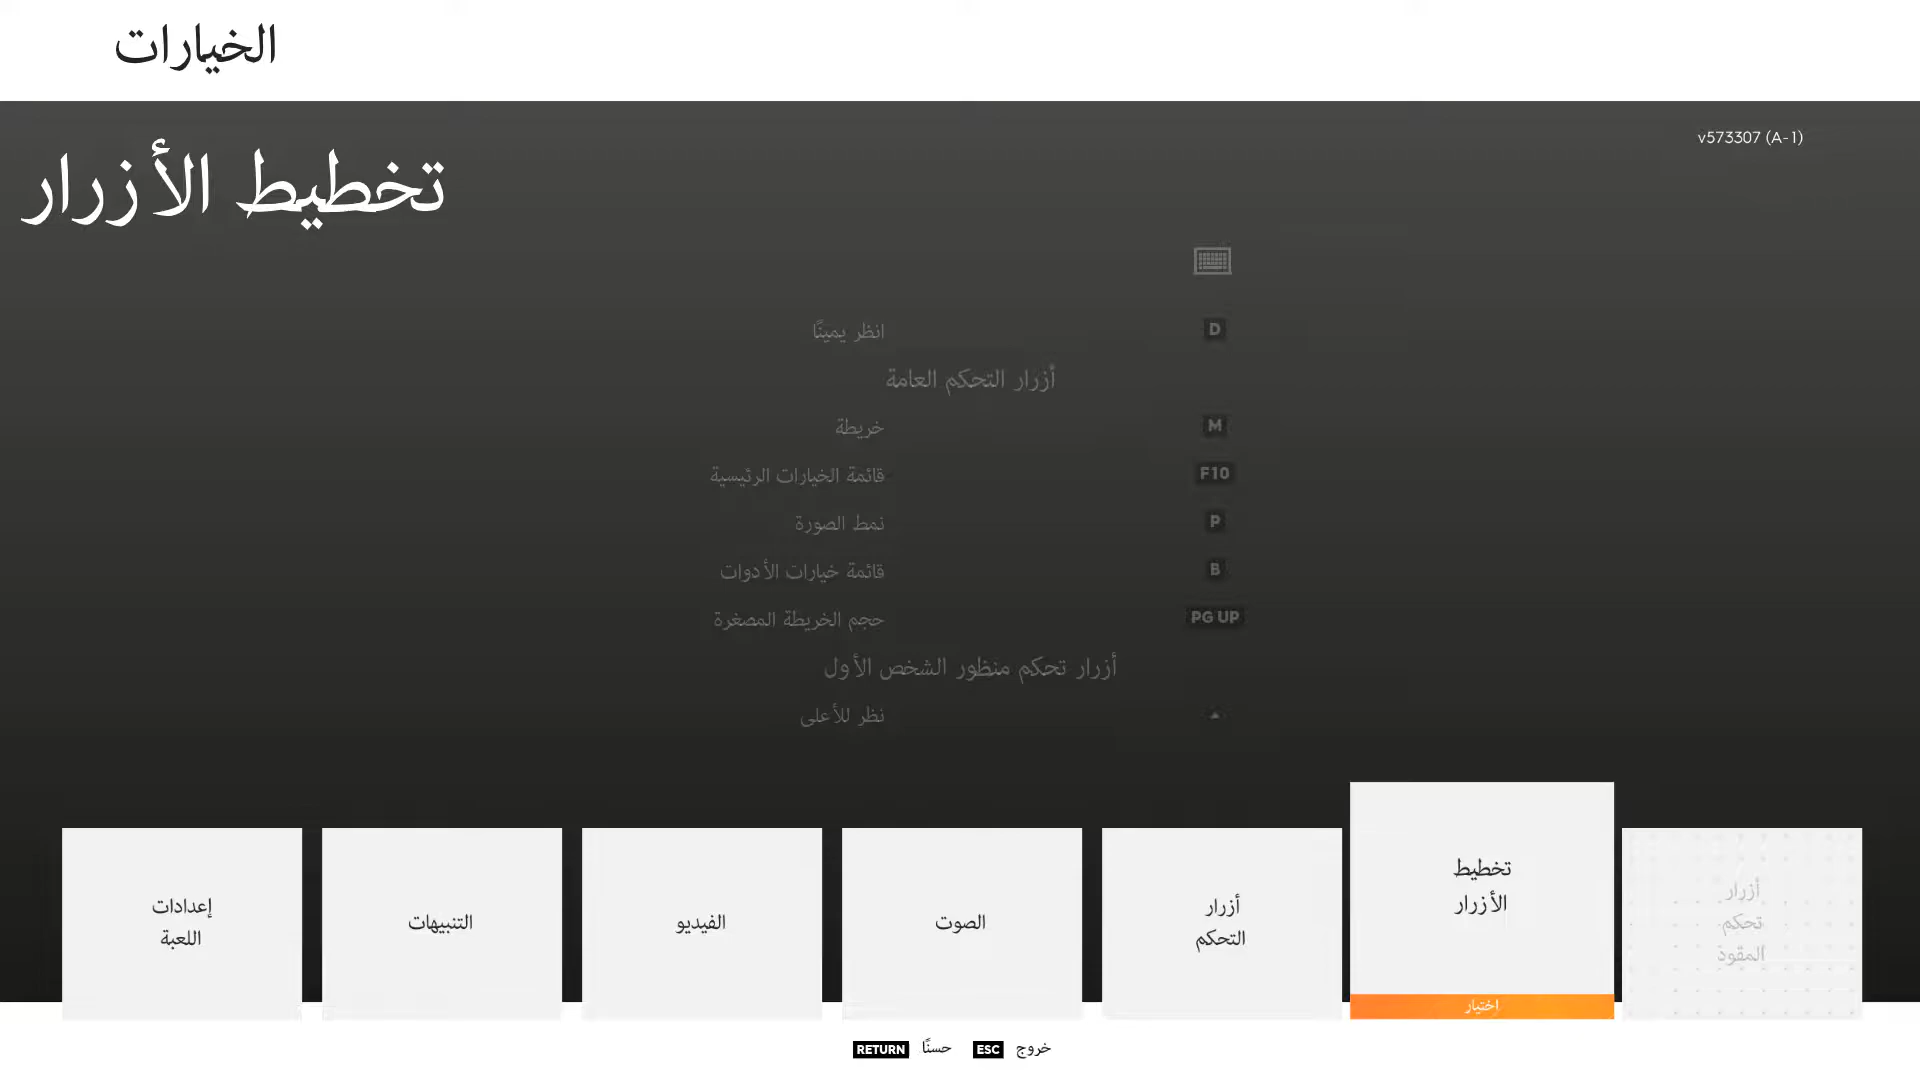 الخيارات
v573307 (A-1)
تخطيط الأزرار
انظر يمينًا D
أزرار التحكم العامة
خريطة M
قائمة الخيارات الرئيسية F10
نمط الصورة P
قائمة خيارات الأدوات B
حجم الخريطة المصغرة PG UP
أزرار تحكم منظور الشخص الأول
نظر للأعلى
إعدادات
اللعبة
التنبيهات
الفيديو
الصوت
أزرار
التحكم
تخطيط
الأزرار
اختيار
أزرار
تحكم
المقود
RETURN حسنًا ESC خروج